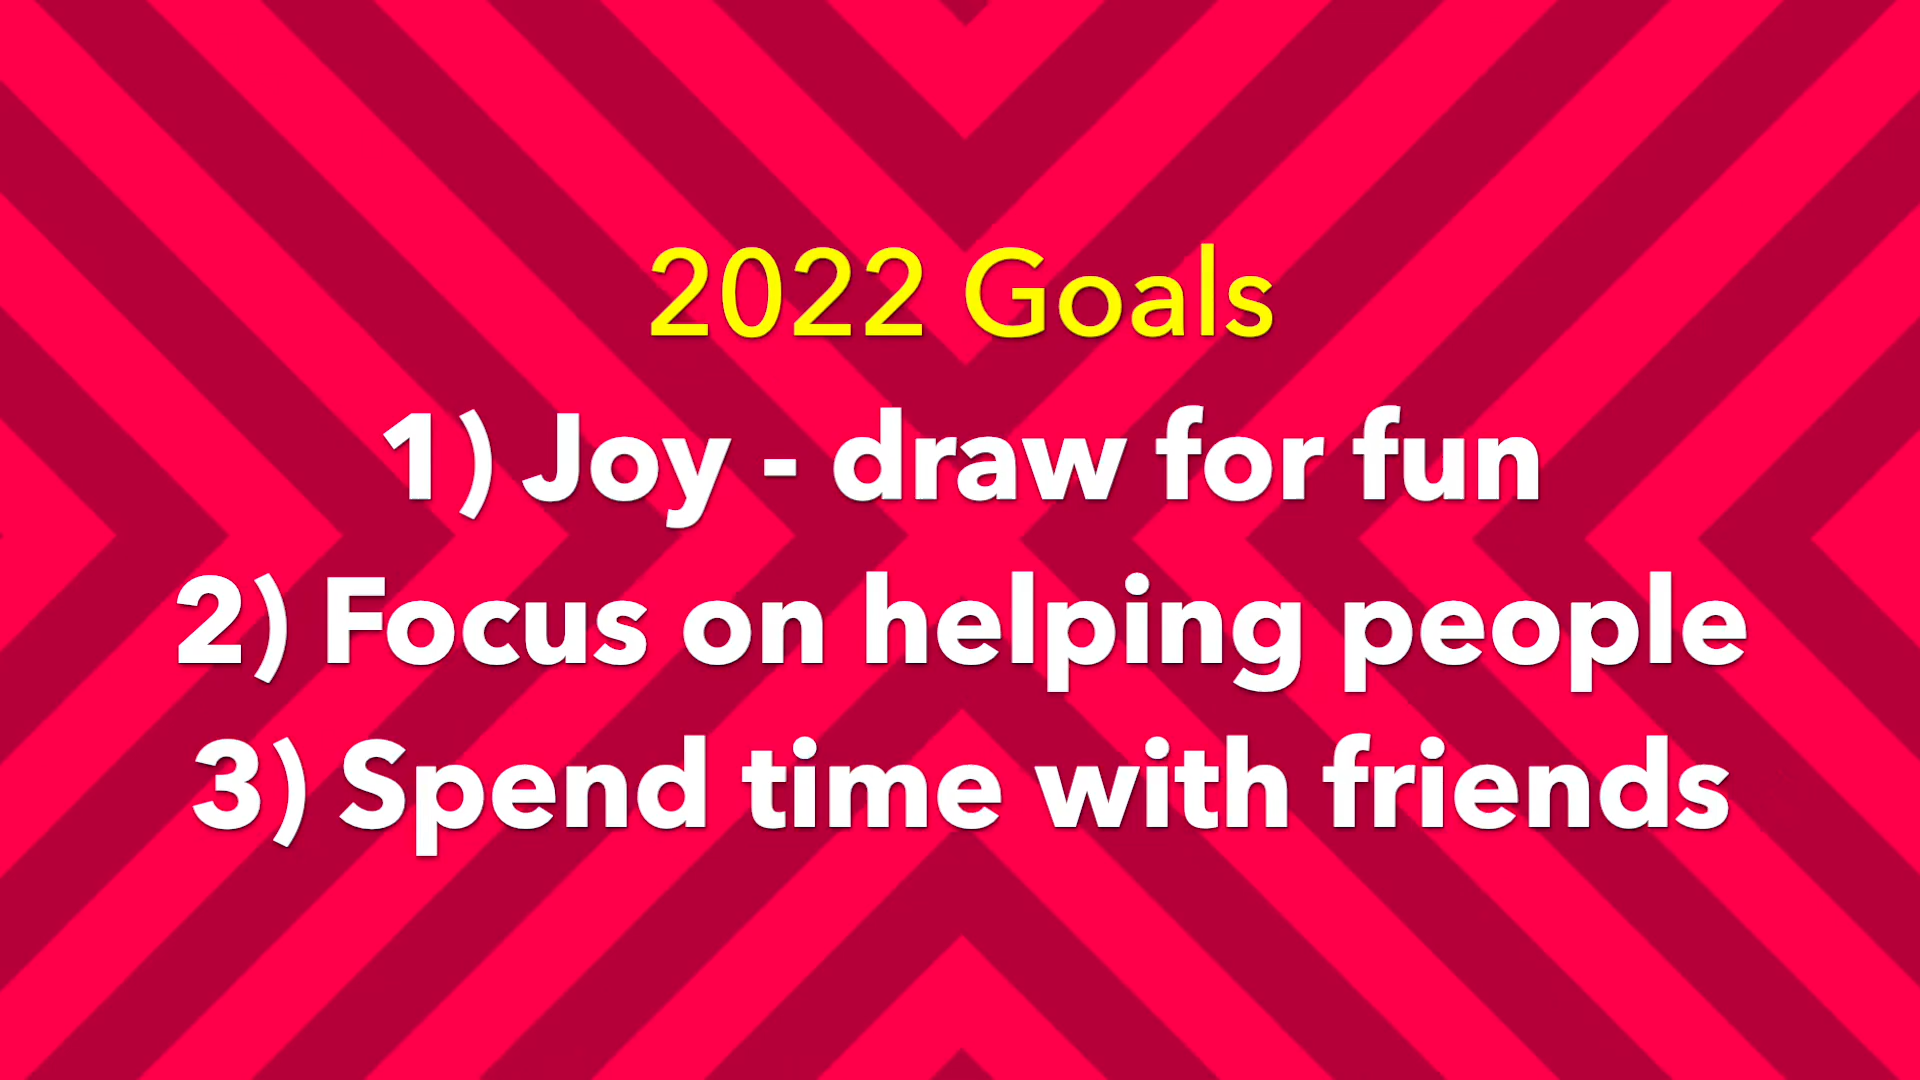 2022 Goals
1) Joy - draw for fun
2) Focus on helping people
3) Spend time with friends